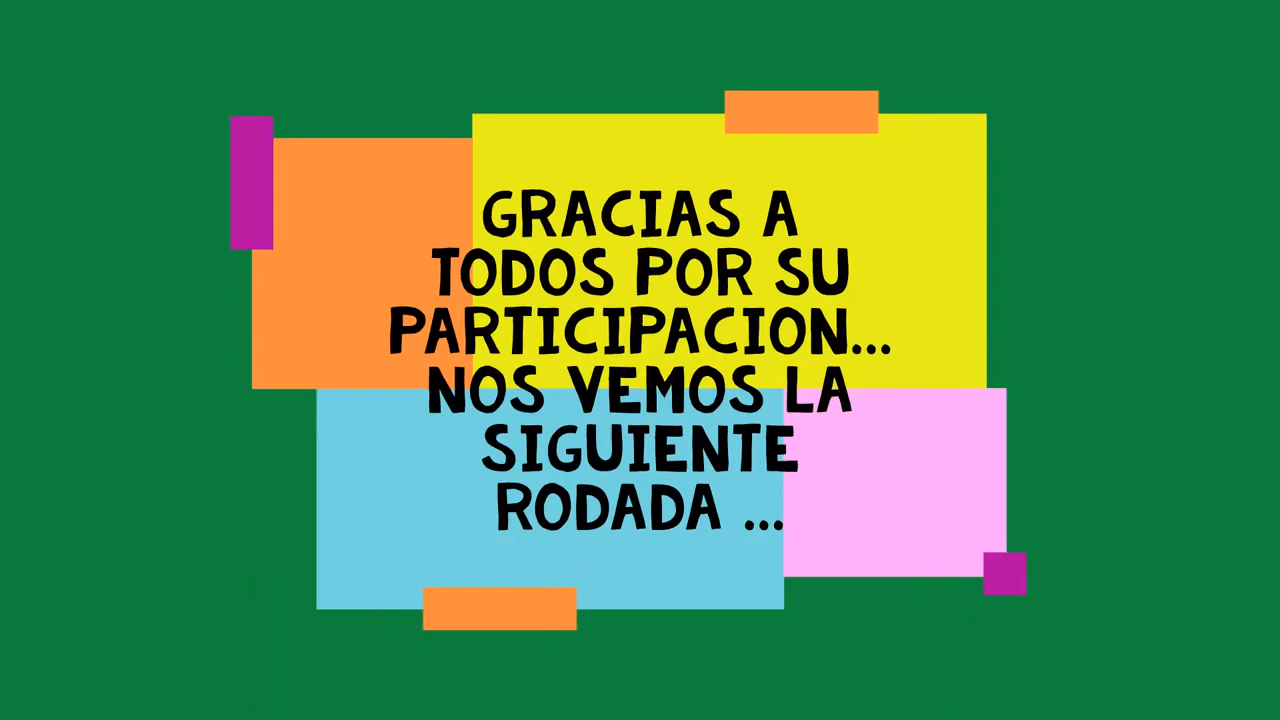 GRACIAS A
TODOS POR SU
PARTICIPACION...
NOS VEMOS LA
SIGUIENTE
RODADA ...